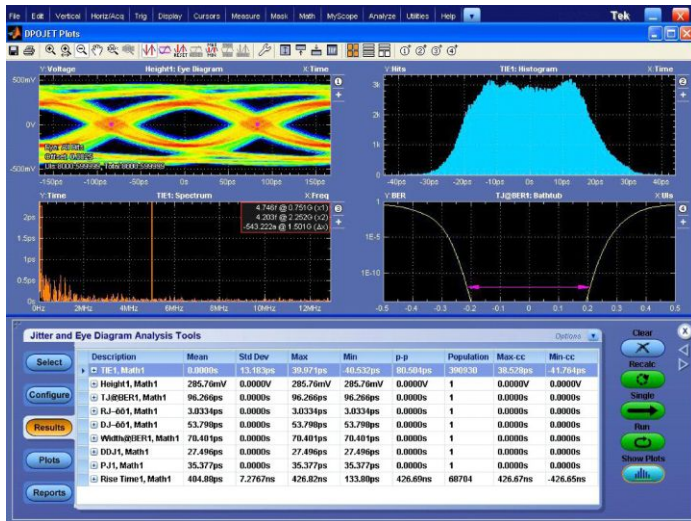 File Edit Vertical Horiz/Acq Trig Display Cursors Measure Mask Math MyScope Analyze Utilities Help Tek
DPOJET Plots
Y:Voltage Height1: Eye Diagram X:Time
500mV
0V
-500mV
-150ps -100ps -50ps 0s 50ps 100ps 150ps
Y:Hits TIE1: Histogram X:Time
3k
2k
1k
0
-40ps -30ps -20ps -10ps 0s 10ps 20ps 30ps 40ps
Y:Time TIE1: Spectrum X:Freq
4.746f @ 0.751G (x1)
4.203f @ 2.252G (x2)
-543.222a @ 1.501G (Δx)
2ps
1.5ps
1ps
0.5ps
0s
0Hz 2MHz 4MHz 6MHz 8MHz 10MHz 12MHz
Y:BER TJ@BER1: Bathtub X:UIs
1
1E-5
1E-10
-0.5 -0.4 -0.3 -0.2 -0.1 0 0.1 0.2 0.3 0.4 0.5
Jitter and Eye Diagram Analysis Tools
Options
Select
Configure
Results
Plots
Reports
Description Mean Std Dev Max Min p-p Population Max-cc Min-cc
TIE1, Math1 0.0000s 13.183ps 39.971ps -40.532ps 80.504ps 390930 38.528ps -41.764ps
Height1, Math1 285.76mV 0.0000V 285.76mV 285.76mV 0.0000V 1 0.0000V 0.0000V
TJ@BER1, Math1 96.266ps 0.0000s 96.266ps 96.266ps 0.0000s 1 0.0000s 0.0000s
RJ-δδ1, Math1 3.0334ps 0.0000s 3.0334ps 3.0334ps 0.0000s 1 0.0000s 0.0000s
DJ-δδ1, Math1 53.798ps 0.0000s 53.798ps 53.798ps 0.0000s 1 0.0000s 0.0000s
Width@BER1, Math1 70.401ps 0.0000s 70.401ps 70.401ps 0.0000s 1 0.0000s 0.0000s
DDJ1, Math1 27.496ps 0.0000s 27.496ps 27.496ps 0.0000s 1 0.0000s 0.0000s
PJ1, Math1 35.377ps 0.0000s 35.377ps 35.377ps 0.0000s 1 0.0000s 0.0000s
Rise Time1, Math1 404.88ps 7.2767ns 426.82ns 133.80ps 426.69ns 68704 426.67ns -426.65ns
Clear
Recalc
Single
Run
Show Plots